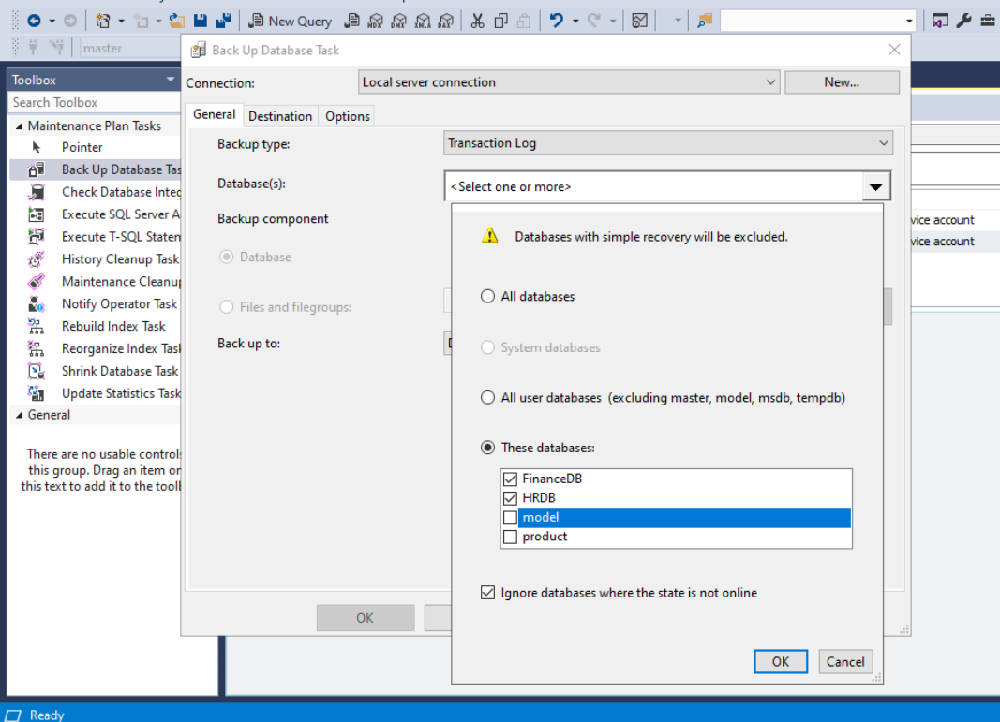 New Query
MDX
DMX
XMLA
DAX
master
Back Up Database Task
Toolbox
Search Toolbox
Maintenance Plan Tasks
Pointer
Back Up Database Tas
Check Database Integ
Execute SQL Server A
Execute T-SQL Statem
History Cleanup Task
Maintenance Cleanup
Notify Operator Task
Rebuild Index Task
Reorganize Index Task
Shrink Database Task
Update Statistics Task
General
There are no usable controls
this group. Drag an item on
this text to add it to the tool
Connection:
Local server connection
New...
General
Destination
Options
Backup type:
Transaction Log
Database(s):
<Select one or more>
Backup component
Database
Files and filegroups:
Back up to:
OK
Databases with simple recovery will be excluded.
All databases
System databases
All user databases (excluding master, model, msdb, tempdb)
These databases:
FinanceDB
HRDB
model
product
Ignore databases where the state is not online
OK
Cancel
vice account
vice account
Ready